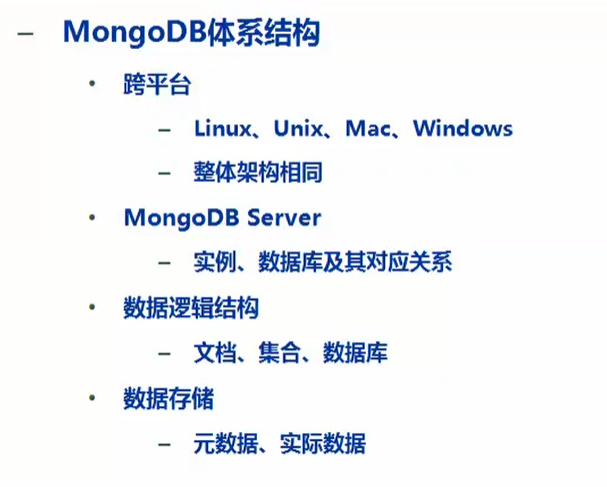 – MongoDB体系结构
• 跨平台
– Linux、Unix、Mac、Windows
– 整体架构相同
• MongoDB Server
– 实例、数据库及其对应关系
• 数据逻辑结构
– 文档、集合、数据库
• 数据存储
– 元数据、实际数据